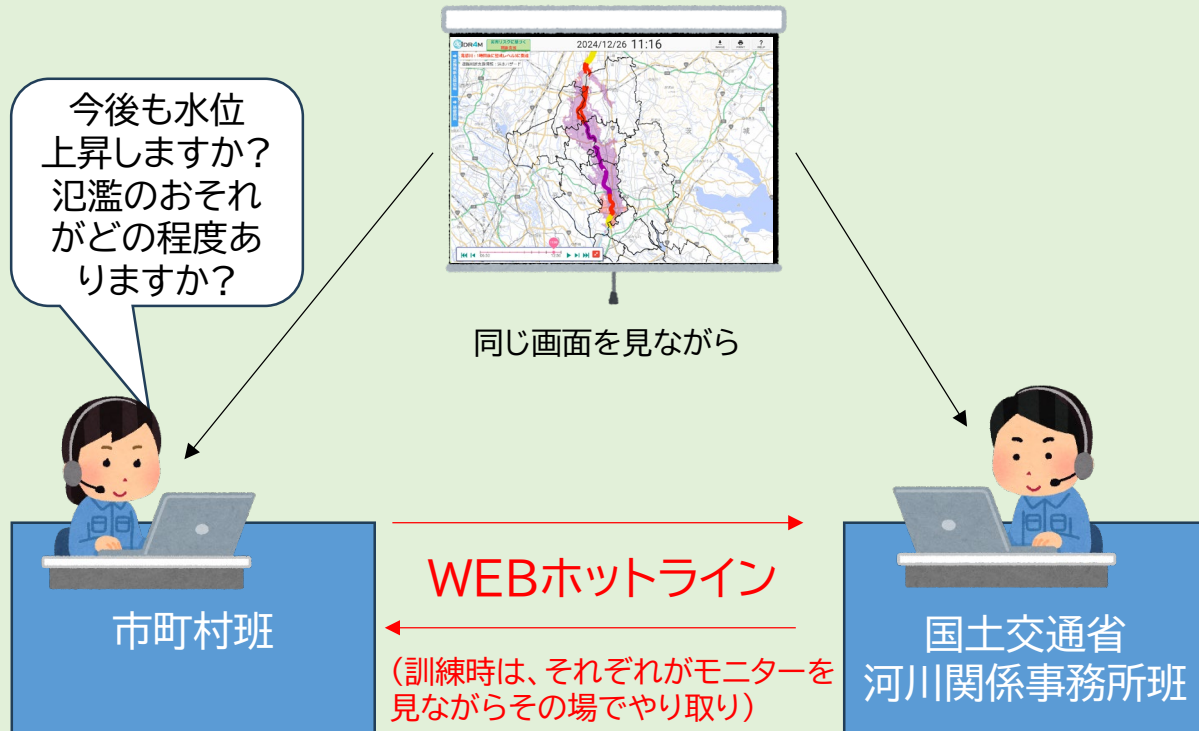 IDR4M
2024/12/26 11:16
今後も水位
上昇しますか?
氾濫のおそれ
がどの程度あ
りますか?
茨
城
同じ画面を見ながら
WEBホットライン
市町村班
国土交通省
河川関係事務所班
(訓練時は、それぞれがモニターを
見ながらその場でやり取り)